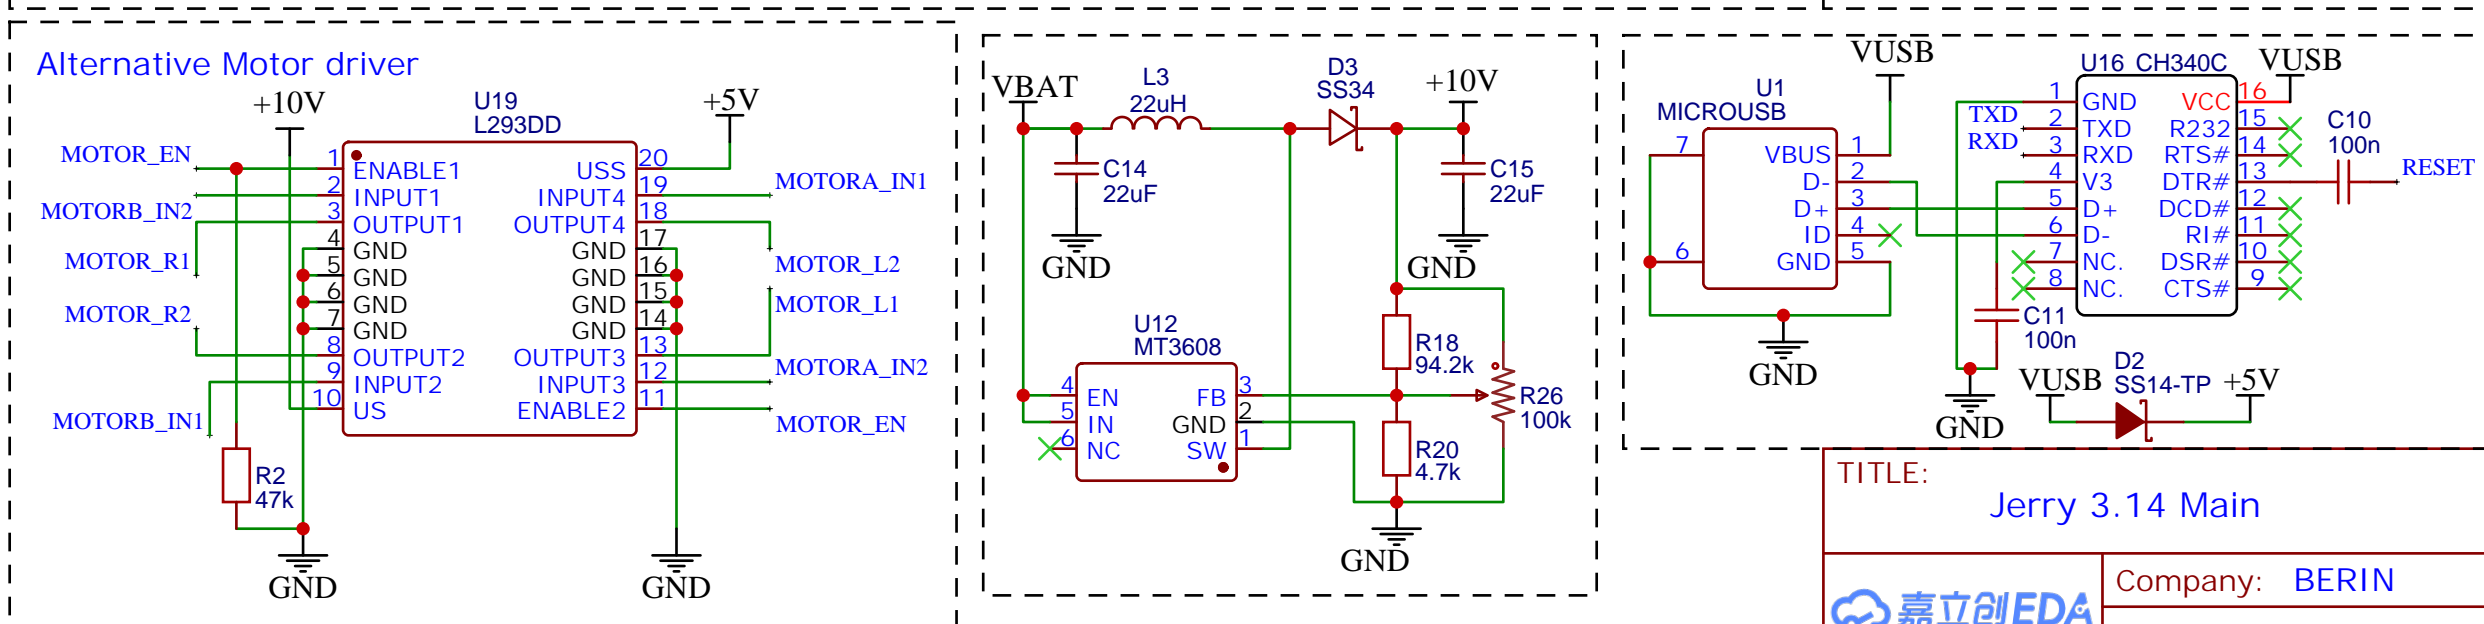 Alternative Motor driver
+10V
U19
L293DD
+5V
MOTOR_EN
MOTORB_IN2
MOTOR_R1
MOTOR_R2
MOTORB_IN1
1 ENABLE1
2 INPUT1
3 OUTPUT1
4 GND
5 GND
6 GND
7 GND
8 OUTPUT2
9 INPUT2
10 US
USS 20
INPUT4 19
OUTPUT4 18
GND 17
GND 16
GND 15
GND 14
OUTPUT3 13
INPUT3 12
ENABLE2 11
MOTORA_IN1
MOTOR_L2
MOTOR_L1
MOTORA_IN2
MOTOR_EN
R2
47k
GND
GND
VBAT
L3
22uH
D3
SS34
+10V
C14
22uF
GND
C15
22uF
GND
U12
MT3608
4 EN
5 IN
6 NC
FB 3
GND 2
SW 1
R18
94.2k
R20
4.7k
R26
100k
GND
VUSB
U1
MICROUSB
7
6
VBUS 1
D- 2
D+ 3
ID 4
GND 5
GND
U16 CH340C
VUSB
TXD
RXD
1 GND
2 TXD
3 RXD
4 V3
5 D+
6 D-
7 NC.
8 NC.
VCC 16
R232 15
RTS# 14
DTR# 13
DCD# 12
RI# 11
DSR# 10
CTS# 9
C10
100n
RESET
C11
100n
GND
D2
SS14-TP
VUSB
+5V
TITLE:
Jerry 3.14 Main
Company: BERIN
嘉立创EDA